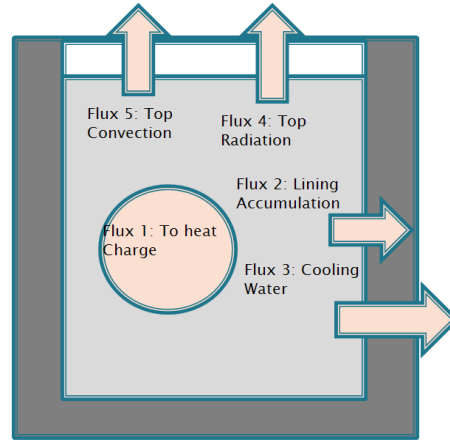 Flux 5: Top
Convection
Flux 4: Top
Radiation
Flux 2: Lining
Accumulation
Flux 1: To heat
Charge
Flux 3: Cooling
Water